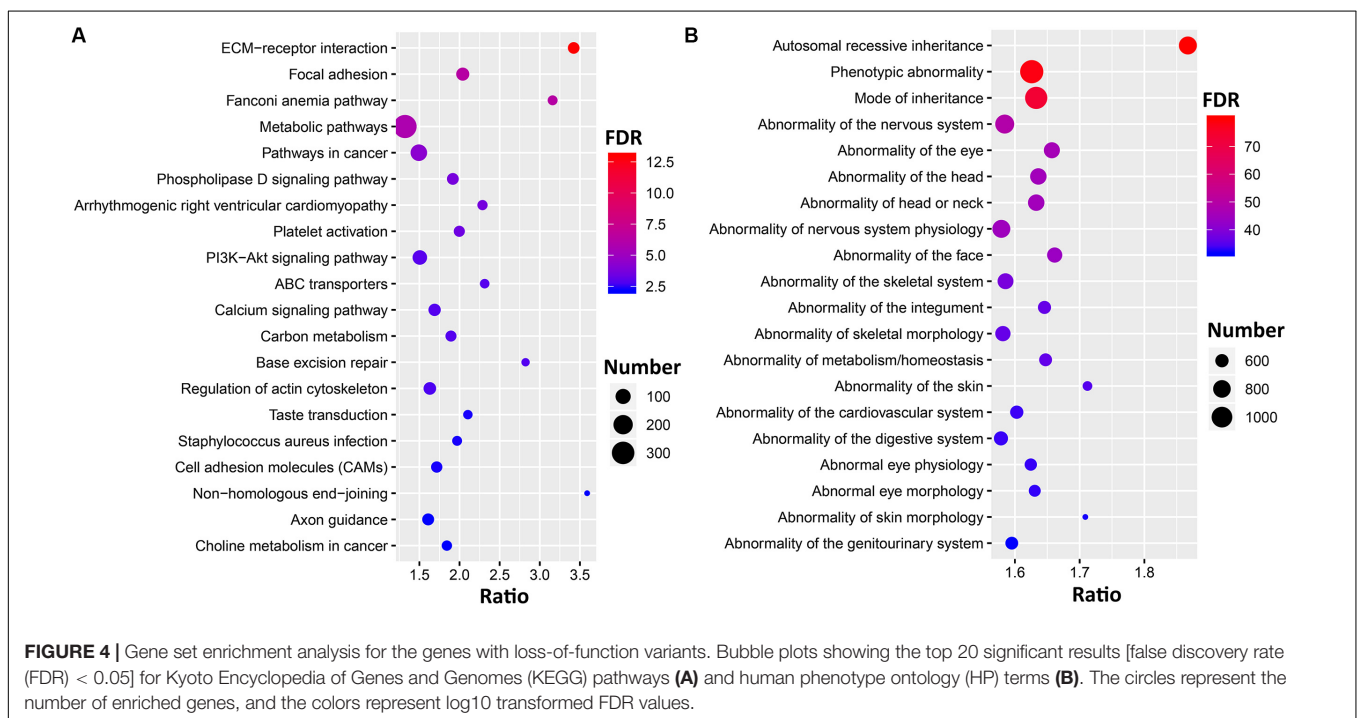 A
ECM−receptor interaction
Focal adhesion
Fanconi anemia pathway
Metabolic pathways
Pathways in cancer
Phospholipase D signaling pathway
Arrhythmogenic right ventricular cardiomyopathy
Platelet activation
PI3K−Akt signaling pathway
ABC transporters
Calcium signaling pathway
Carbon metabolism
Base excision repair
Regulation of actin cytoskeleton
Taste transduction
Staphylococcus aureus infection
Cell adhesion molecules (CAMs)
Non−homologous end−joining
Axon guidance
Choline metabolism in cancer
1.5 2.0 2.5 3.0 3.5
Ratio
FDR
12.5
10.0
7.5
5.0
2.5
Number
100
200
300
B
Autosomal recessive inheritance
Phenotypic abnormality
Mode of inheritance
Abnormality of the nervous system
Abnormality of the eye
Abnormality of the head
Abnormality of head or neck
Abnormality of nervous system physiology
Abnormality of the face
Abnormality of the skeletal system
Abnormality of the integument
Abnormality of skeletal morphology
Abnormality of metabolism/homeostasis
Abnormality of the skin
Abnormality of the cardiovascular system
Abnormality of the digestive system
Abnormal eye physiology
Abnormal eye morphology
Abnormality of skin morphology
Abnormality of the genitourinary system
1.6 1.7 1.8
Ratio
FDR
70
60
50
40
Number
600
800
1000
FIGURE 4 | Gene set enrichment analysis for the genes with loss-of-function variants. Bubble plots showing the top 20 significant results [false discovery rate
(FDR) < 0.05] for Kyoto Encyclopedia of Genes and Genomes (KEGG) pathways (A) and human phenotype ontology (HP) terms (B). The circles represent the
number of enriched genes, and the colors represent log10 transformed FDR values.